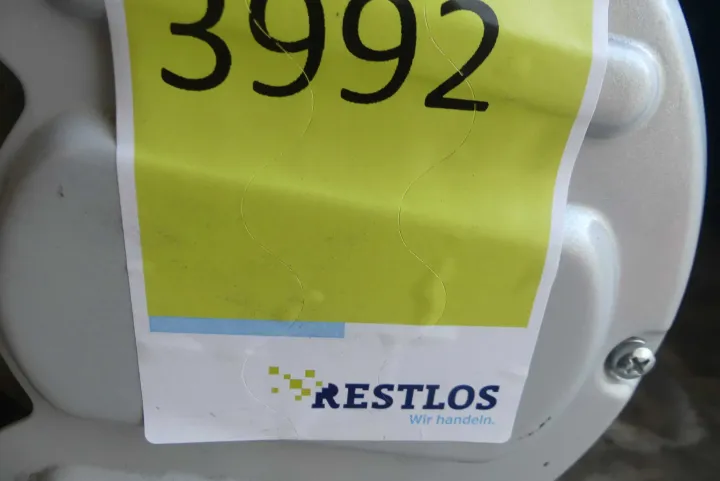 3992
RESTLOS
Wir handeln.